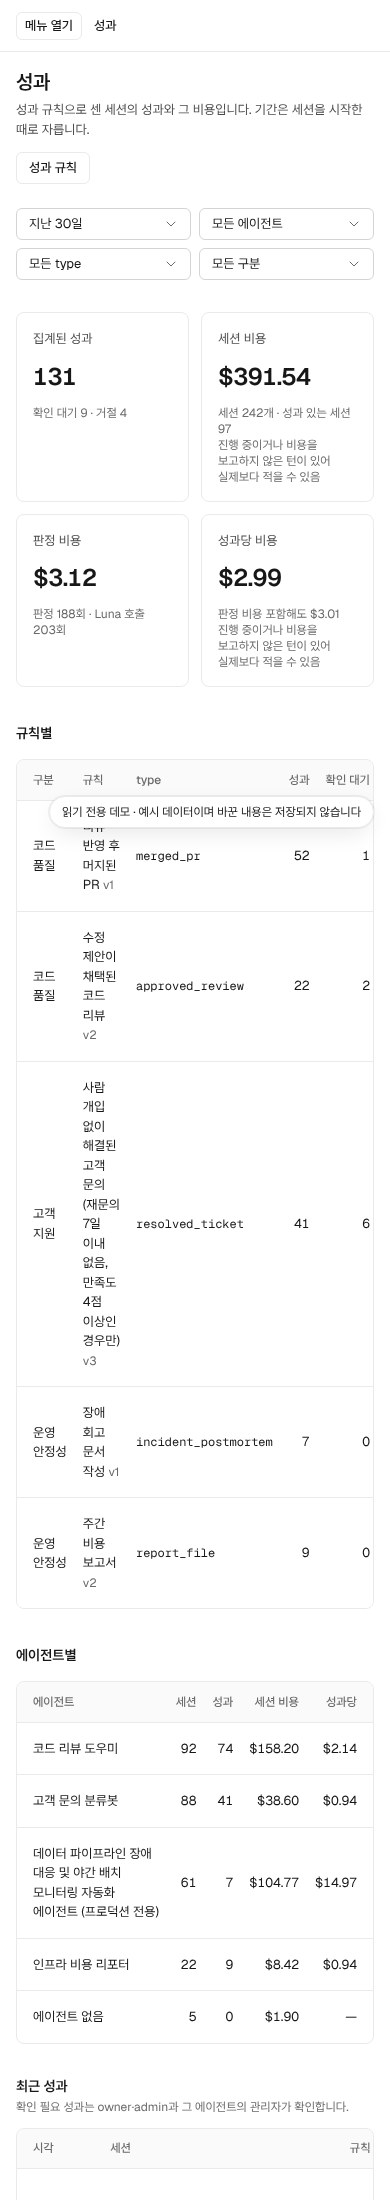 메뉴 열기 성과
성과
성과 규칙으로 센 세션의 성과와 그 비용입니다. 기간은 세션을 시작한
때로 자릅니다.
성과 규칙
지난 30일 모든 에이전트
모든 type 모든 구분
집계된 성과
131
확인 대기 9 · 거절 4
세션 비용
$391.54
세션 242개 · 성과 있는 세션
97
진행 중이거나 비용을
보고하지 않은 턴이 있어
실제보다 적을 수 있음
판정 비용
$3.12
판정 188회 · Luna 호출
203회
성과당 비용
$2.99
판정 비용 포함해도 $3.01
진행 중이거나 비용을
보고하지 않은 턴이 있어
실제보다 적을 수 있음
규칙별
구분 규칙 type 성과 확인 대기
읽기 전용 데모 · 예시 데이터이며 바꾼 내용은 저장되지 않습니다
코드
품질
반영 후
머지된
PR v1
merged_pr 52 1
코드
품질
수정
제안이
채택된
코드
리뷰
v2
approved_review 22 2
고객
지원
사람
개입
없이
해결된
고객
문의
(재문의
7일
이내
없음,
만족도
4점
이상인
경우만)
v3
resolved_ticket 41 6
운영
안정성
장애
회고
문서
작성 v1
incident_postmortem 7 0
운영
안정성
주간
비용
보고서
v2
report_file 9 0
에이전트별
에이전트 세션 성과 세션 비용 성과당
코드 리뷰 도우미 92 74 $158.20 $2.14
고객 문의 분류봇 88 41 $38.60 $0.94
데이터 파이프라인 장애
대응 및 야간 배치
모니터링 자동화
에이전트 (프로덕션 전용)
61 7 $104.77 $14.97
인프라 비용 리포터 22 9 $8.42 $0.94
에이전트 없음 5 0 $1.90 —
최근 성과
확인 필요 성과는 owner·admin과 그 에이전트의 관리자가 확인합니다.
시각 세션 규칙